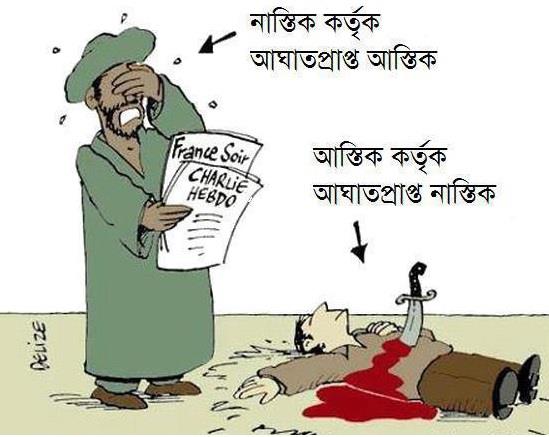 নাস্তিক কর্তৃক
আঘাতপ্রাপ্ত আস্তিক
আস্তিক কর্তৃক
আঘাতপ্রাপ্ত নাস্তিক
France Soir
CHARLIE
HEBDO
DELIZE